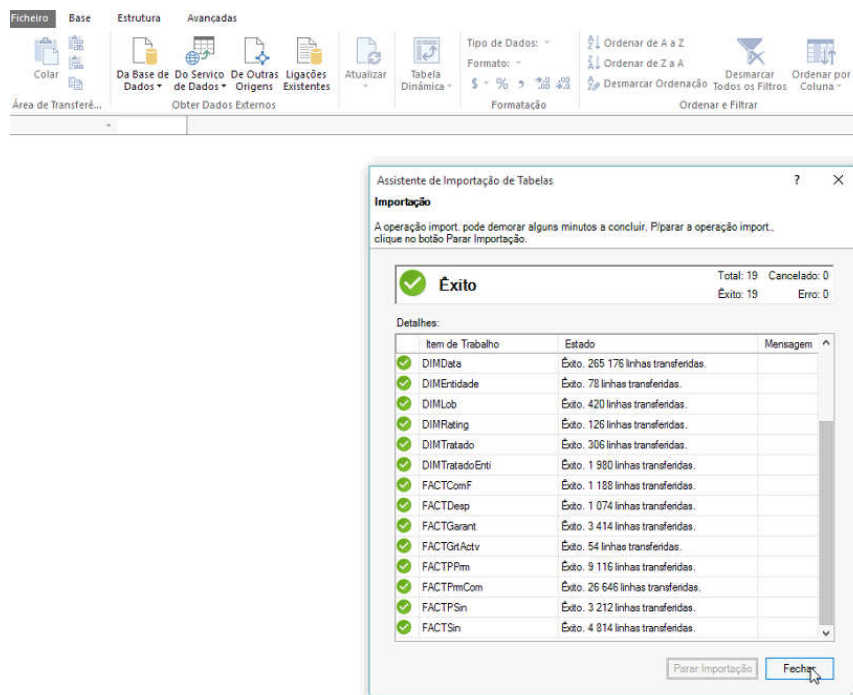 Ficheiro Base Estrutura Avançadas
Colar
Da Base de Dados
Do Serviço de Dados
De Outras Origens
Ligações Existentes
Atualizar
Tabela Dinâmica
Tipo de Dados:
Formato:
$ % ,
Ordenar de A a Z
Ordenar de Z a A
Desmarcar Ordenação
Desmarcar Todos os Filtros
Ordenar por Coluna
Área de Transferê...
Obter Dados Externos
Formatação
Ordenar e Filtrar
Assistente de Importação de Tabelas ? X
Importação
A operação import. pode demorar alguns minutos a concluir. P/parar a operação import.,
clique no botão Parar Importação.
Êxito
Total: 19 Cancelado: 0
Êxito: 19 Erro: 0
Detalhes:
Item de Trabalho Estado Mensagem
DIMData Êxito. 265 176 linhas transferidas.
DIMEntidade Êxito. 78 linhas transferidas.
DIMLob Êxito. 420 linhas transferidas.
DIMRating Êxito. 126 linhas transferidas.
DIMTratado Êxito. 306 linhas transferidas.
DIMTratadoEnti Êxito. 1 980 linhas transferidas.
FACTComF Êxito. 1 188 linhas transferidas.
FACTDesp Êxito. 1 074 linhas transferidas.
FACTGarant Êxito. 3 414 linhas transferidas.
FACTGrtActv Êxito. 54 linhas transferidas.
FACTPPrm Êxito. 9 116 linhas transferidas.
FACTPrmCom Êxito. 26 646 linhas transferidas.
FACTPSin Êxito. 3 212 linhas transferidas.
FACTSin Êxito. 4 814 linhas transferidas.
Parar Importação Fechar